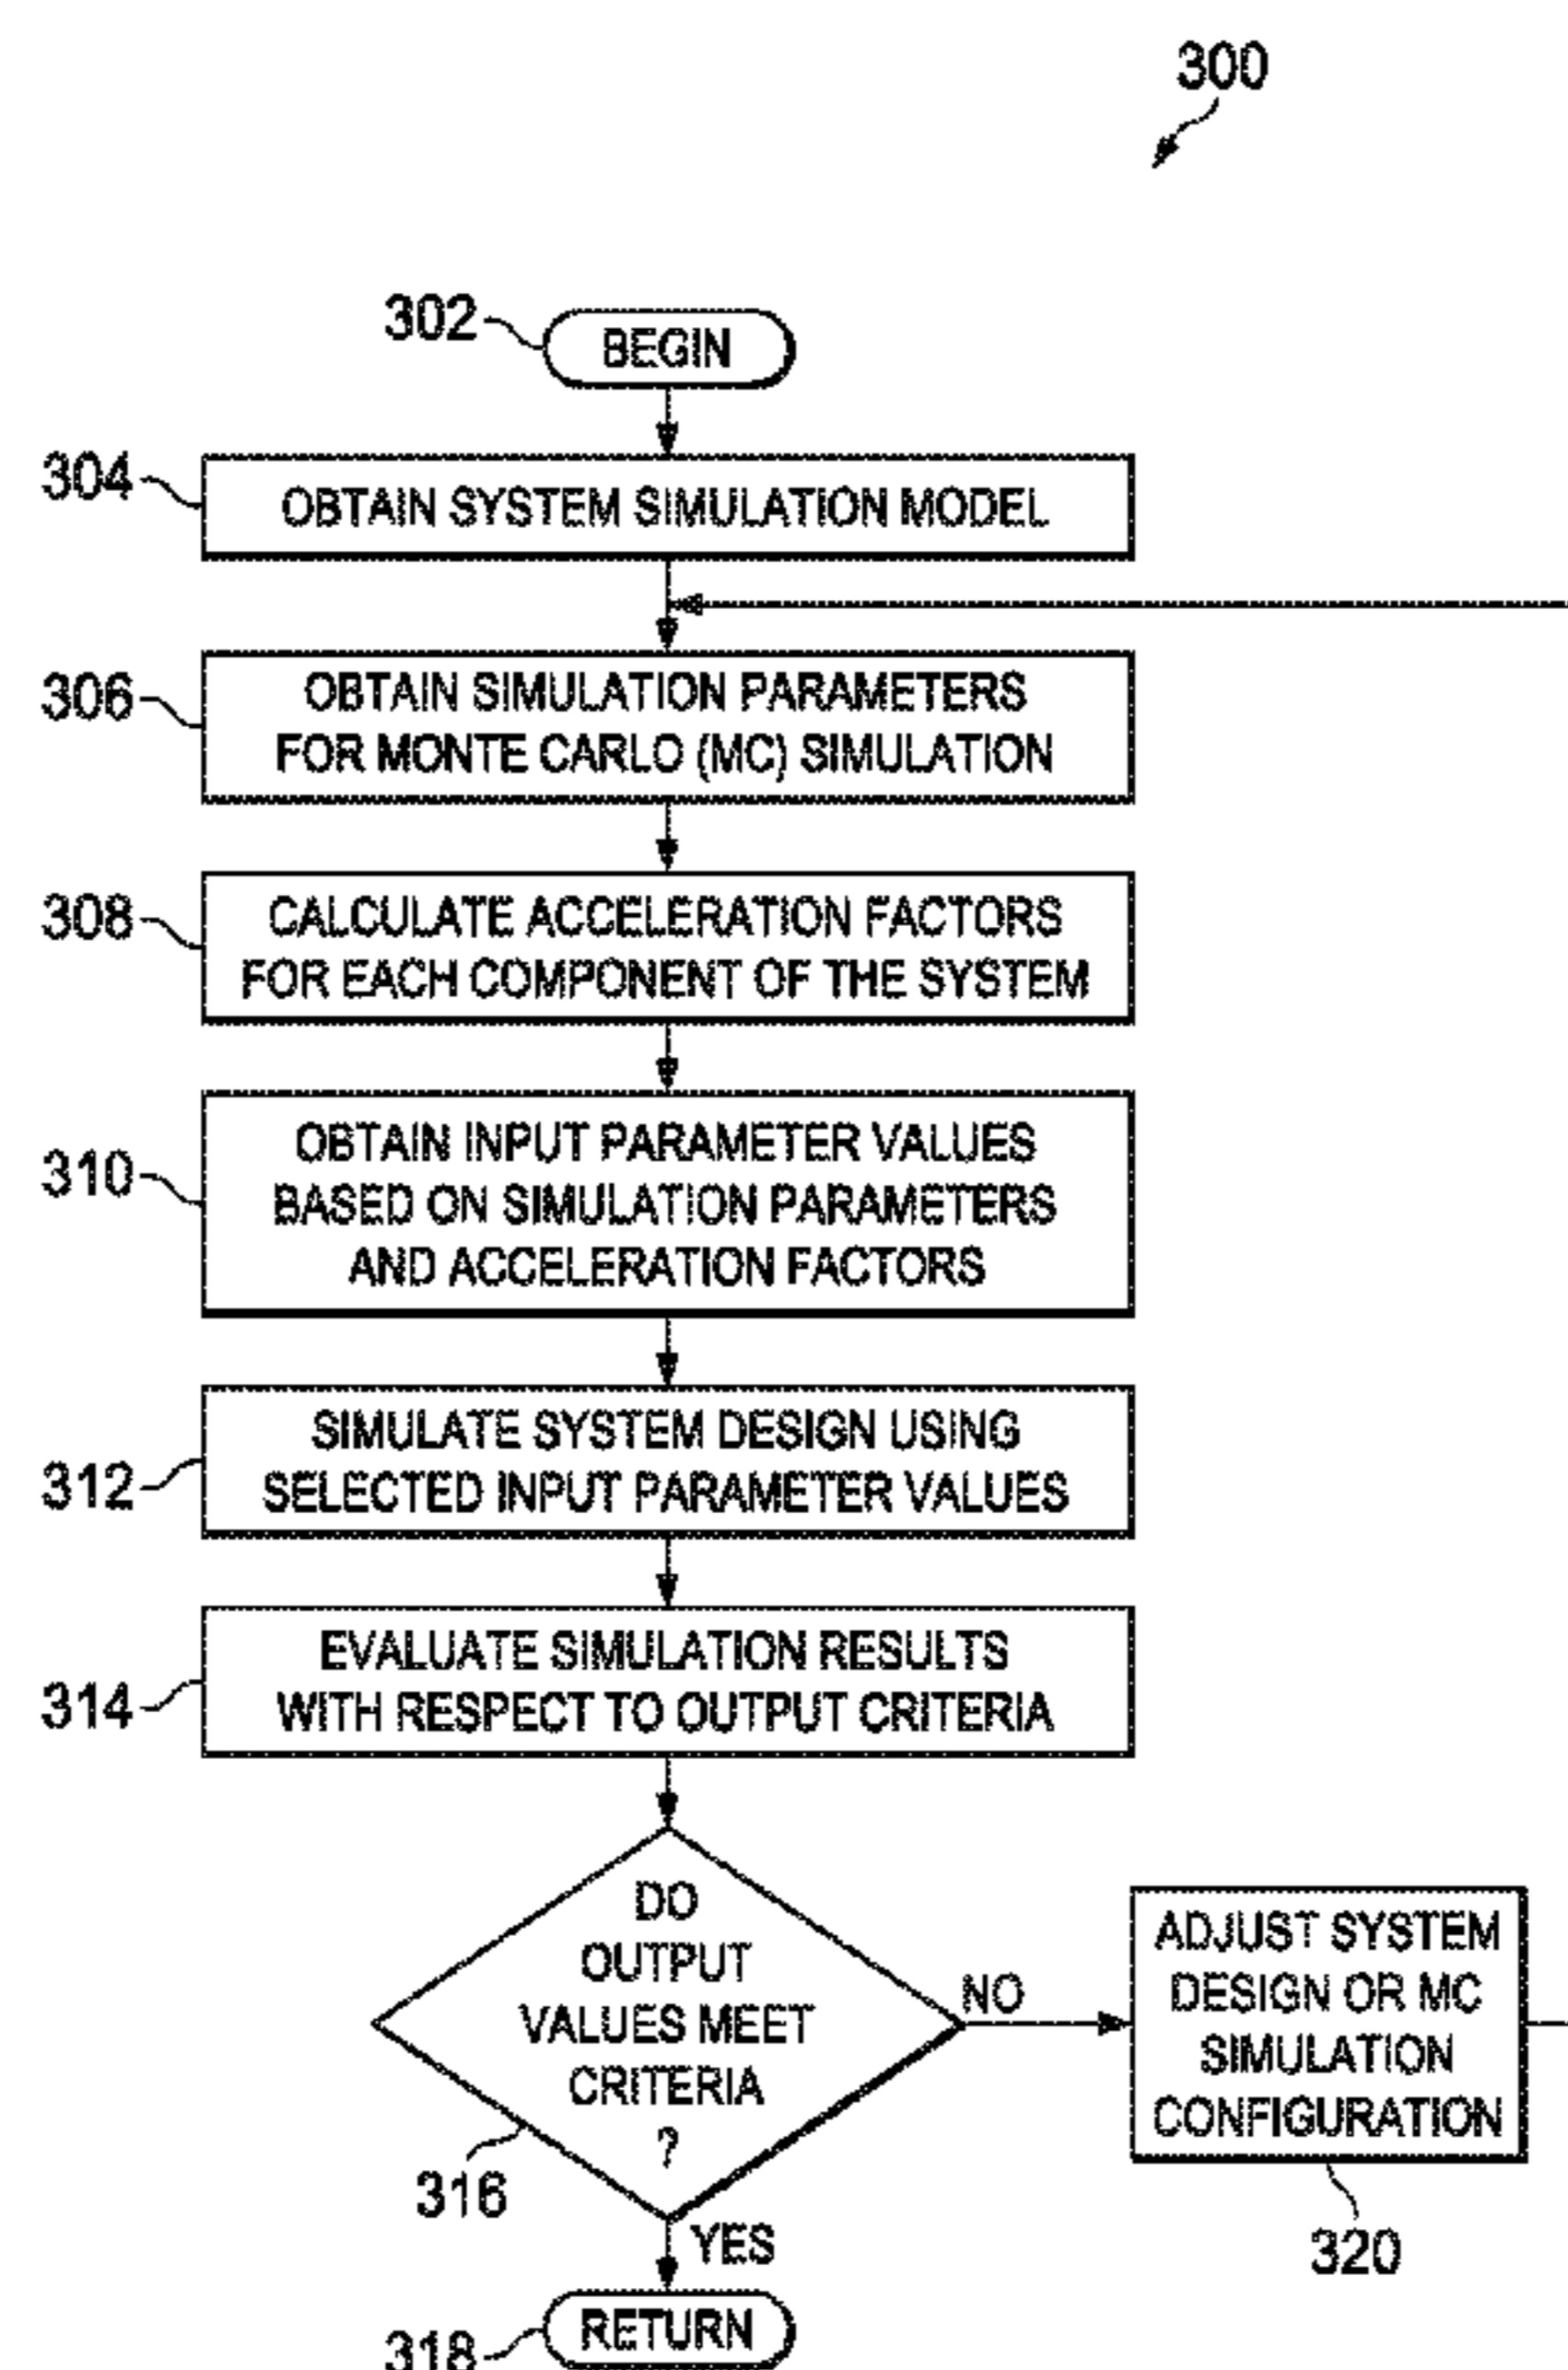 300
302
BEGIN
304
OBTAIN SYSTEM SIMULATION MODEL
306
OBTAIN SIMULATION PARAMETERS
FOR MONTE CARLO (MC) SIMULATION
308
CALCULATE ACCELERATION FACTORS
FOR EACH COMPONENT OF THE SYSTEM
310
OBTAIN INPUT PARAMETER VALUES
BASED ON SIMULATION PARAMETERS
AND ACCELERATION FACTORS
312
SIMULATE SYSTEM DESIGN USING
SELECTED INPUT PARAMETER VALUES
314
EVALUATE SIMULATION RESULTS
WITH RESPECT TO OUTPUT CRITERIA
DO
OUTPUT
VALUES MEET
CRITERIA
?
316
NO
ADJUST SYSTEM
DESIGN OR MC
SIMULATION
CONFIGURATION
320
YES
318
RETURN